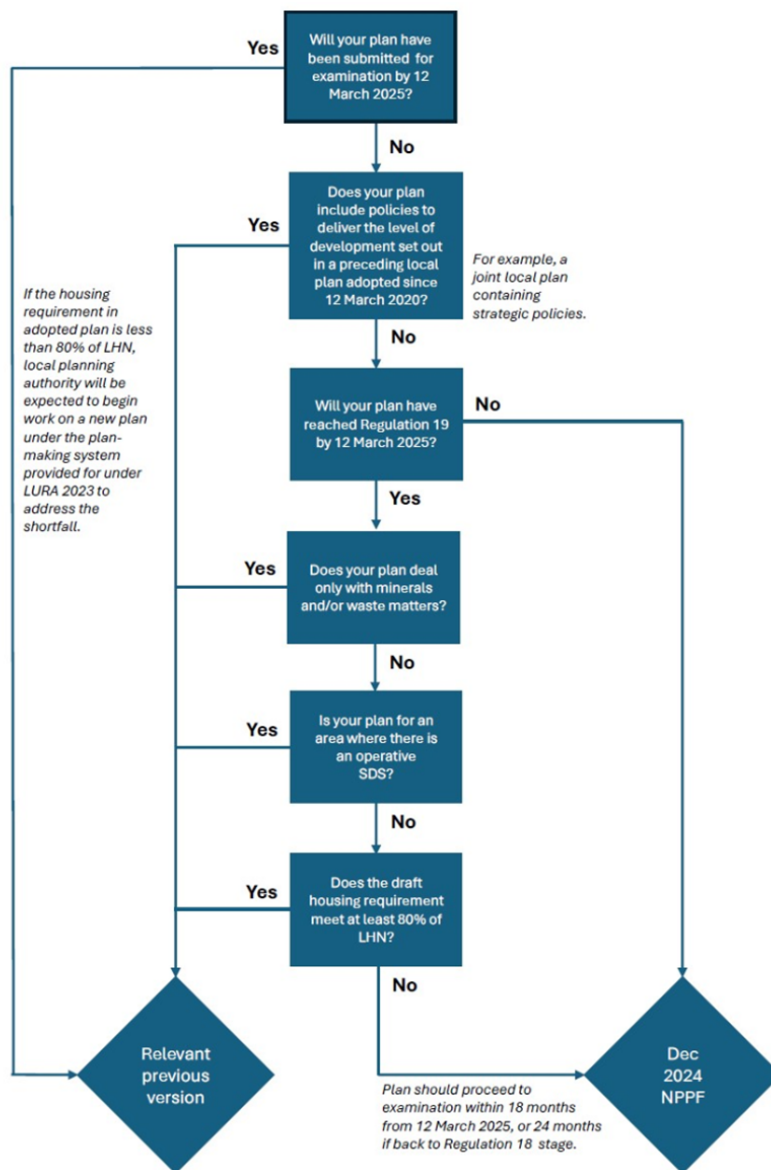 Will your plan have
been submitted for
examination by 12
March 2025?
Yes
No
Does your plan
include policies to
deliver the level of
development set out
in a preceding local
plan adopted since
12 March 2020?
Yes
For example, a
joint local plan
containing
strategic policies.
If the housing
requirement in
adopted plan is less
than 80% of LHN,
local planning
authority will be
expected to begin
work on a new plan
under the plan-
making system
provided for under
LURA 2023 to
address the
shortfall.
No
Will your plan have
reached Regulation 19
by 12 March 2025?
No
Yes
Does your plan deal
only with minerals
and/or waste matters?
Yes
No
Is your plan for an
area where there is
an operative
SDS?
Yes
No
Does the draft
housing requirement
meet at least 80% of
LHN?
Yes
No
Relevant
previous
version
Dec
2024
NPPF
Plan should proceed to
examination within 18 months
from 12 March 2025, or 24 months
if back to Regulation 18 stage.